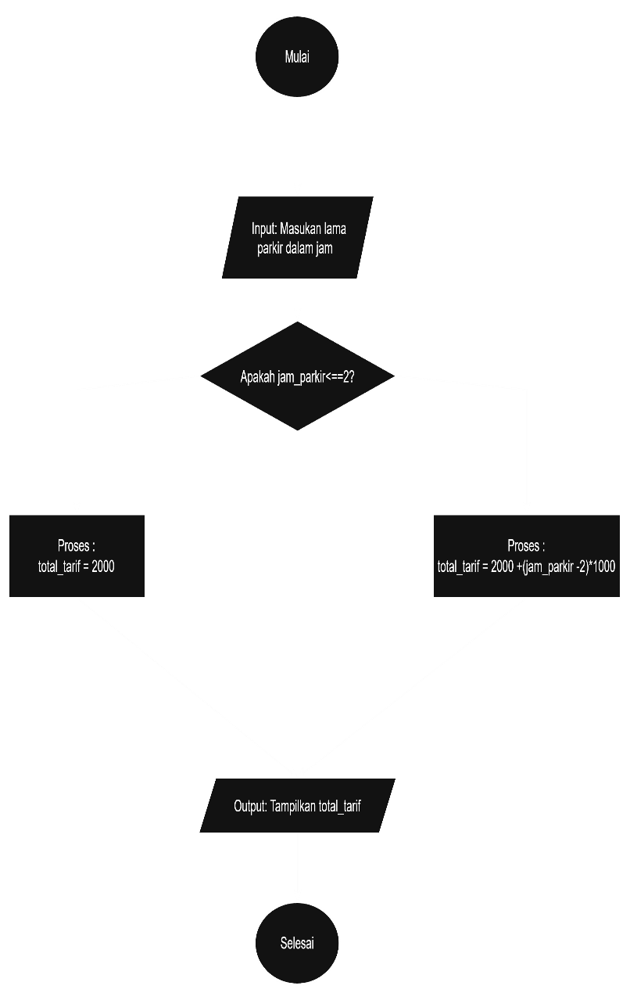 Mulai
Input: Masukan lama
parkir dalam jam
Apakah jam_parkir<==2?
Proses :
total_tarif = 2000
Proses :
total_tarif = 2000 +(jam_parkir -2)*1000
Output: Tampilkan total_tarif
Selesai